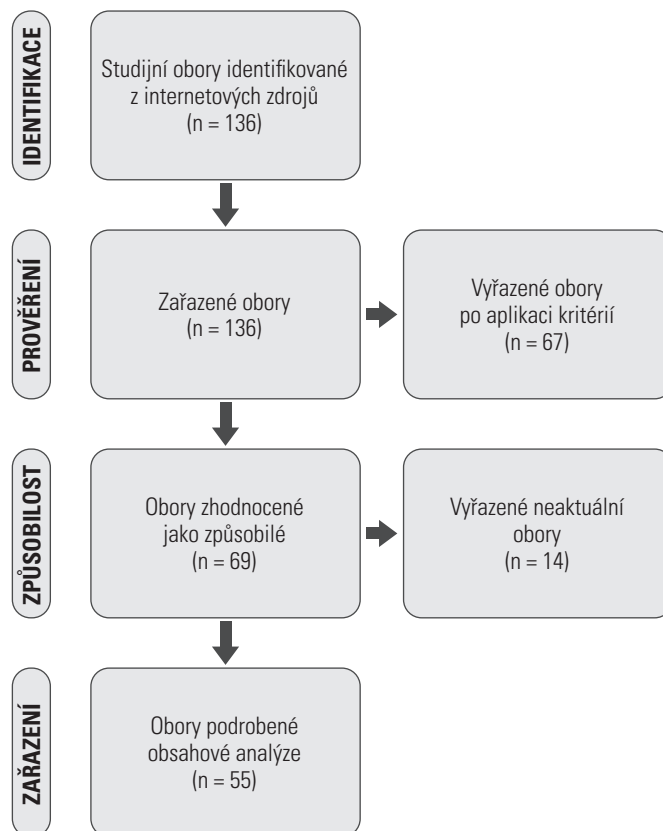 IDENTIFIKACE
Studijní obory identifikované
z internetových zdrojů
(n = 136)
PROVĚŘENÍ
Zařazené obory
(n = 136)
Vyřazené obory
po aplikaci kritérií
(n = 67)
ZPŮSOBILOST
Obory zhodnocené
jako způsobilé
(n = 69)
Vyřazené neaktuální
obory
(n = 14)
ZAŘAZENÍ
Obory podrobené
obsahové analýze
(n = 55)